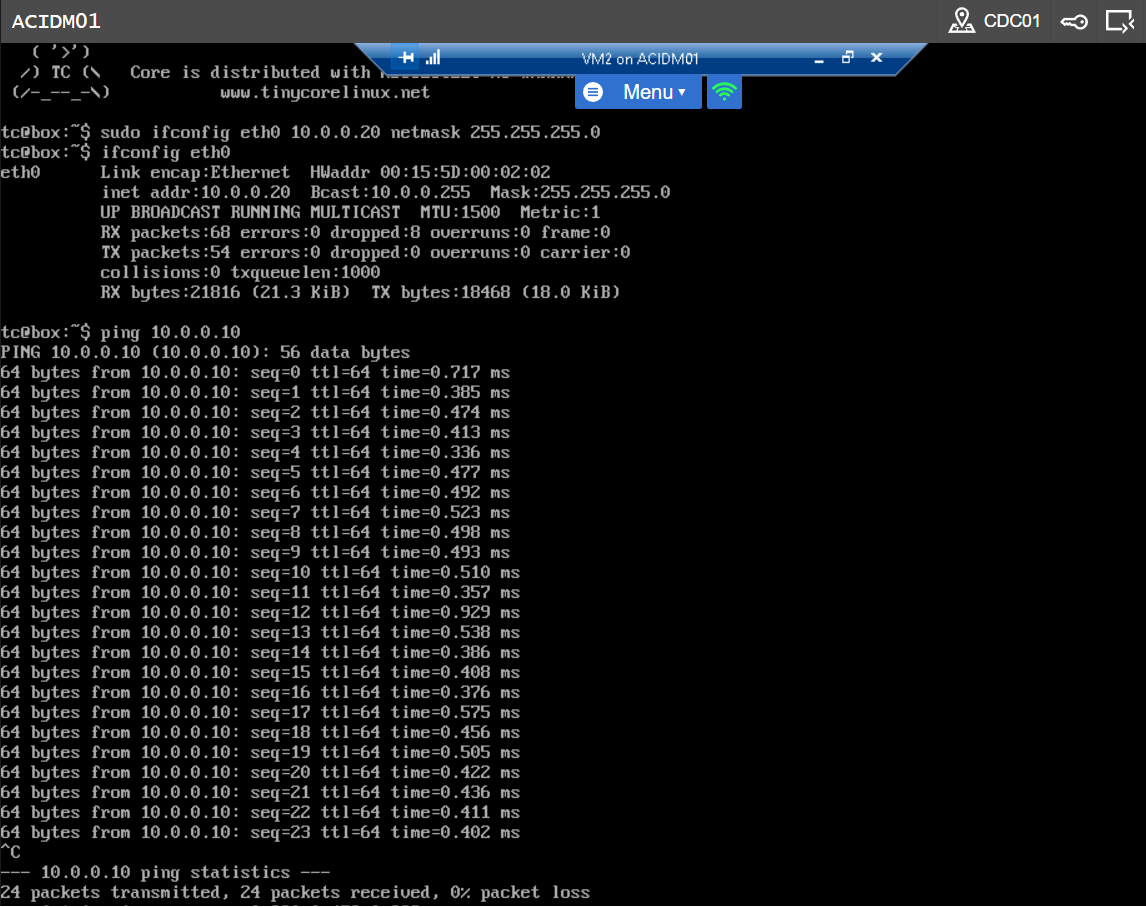 ACIDM01
CDC01
( '>')
/) TC (\ Core is distributed with
(/-_--_-\) www.tinycorelinux.net
VM2 on ACIDM01
Menu
tc@box:~$ sudo ifconfig eth0 10.0.0.20 netmask 255.255.255.0
tc@box:~$ ifconfig eth0
eth0 Link encap:Ethernet HWaddr 00:15:5D:00:02:02
inet addr:10.0.0.20 Bcast:10.0.0.255 Mask:255.255.255.0
UP BROADCAST RUNNING MULTICAST MTU:1500 Metric:1
RX packets:68 errors:0 dropped:8 overruns:0 frame:0
TX packets:54 errors:0 dropped:0 overruns:0 carrier:0
collisions:0 txqueuelen:1000
RX bytes:21816 (21.3 KiB) TX bytes:18468 (18.0 KiB)
tc@box:~$ ping 10.0.0.10
PING 10.0.0.10 (10.0.0.10): 56 data bytes
64 bytes from 10.0.0.10: seq=0 ttl=64 time=0.717 ms
64 bytes from 10.0.0.10: seq=1 ttl=64 time=0.385 ms
64 bytes from 10.0.0.10: seq=2 ttl=64 time=0.474 ms
64 bytes from 10.0.0.10: seq=3 ttl=64 time=0.413 ms
64 bytes from 10.0.0.10: seq=4 ttl=64 time=0.336 ms
64 bytes from 10.0.0.10: seq=5 ttl=64 time=0.477 ms
64 bytes from 10.0.0.10: seq=6 ttl=64 time=0.492 ms
64 bytes from 10.0.0.10: seq=7 ttl=64 time=0.523 ms
64 bytes from 10.0.0.10: seq=8 ttl=64 time=0.498 ms
64 bytes from 10.0.0.10: seq=9 ttl=64 time=0.493 ms
64 bytes from 10.0.0.10: seq=10 ttl=64 time=0.510 ms
64 bytes from 10.0.0.10: seq=11 ttl=64 time=0.357 ms
64 bytes from 10.0.0.10: seq=12 ttl=64 time=0.929 ms
64 bytes from 10.0.0.10: seq=13 ttl=64 time=0.538 ms
64 bytes from 10.0.0.10: seq=14 ttl=64 time=0.386 ms
64 bytes from 10.0.0.10: seq=15 ttl=64 time=0.408 ms
64 bytes from 10.0.0.10: seq=16 ttl=64 time=0.376 ms
64 bytes from 10.0.0.10: seq=17 ttl=64 time=0.575 ms
64 bytes from 10.0.0.10: seq=18 ttl=64 time=0.456 ms
64 bytes from 10.0.0.10: seq=19 ttl=64 time=0.505 ms
64 bytes from 10.0.0.10: seq=20 ttl=64 time=0.422 ms
64 bytes from 10.0.0.10: seq=21 ttl=64 time=0.436 ms
64 bytes from 10.0.0.10: seq=22 ttl=64 time=0.411 ms
64 bytes from 10.0.0.10: seq=23 ttl=64 time=0.402 ms
^C
--- 10.0.0.10 ping statistics ---
24 packets transmitted, 24 packets received, 0% packet loss